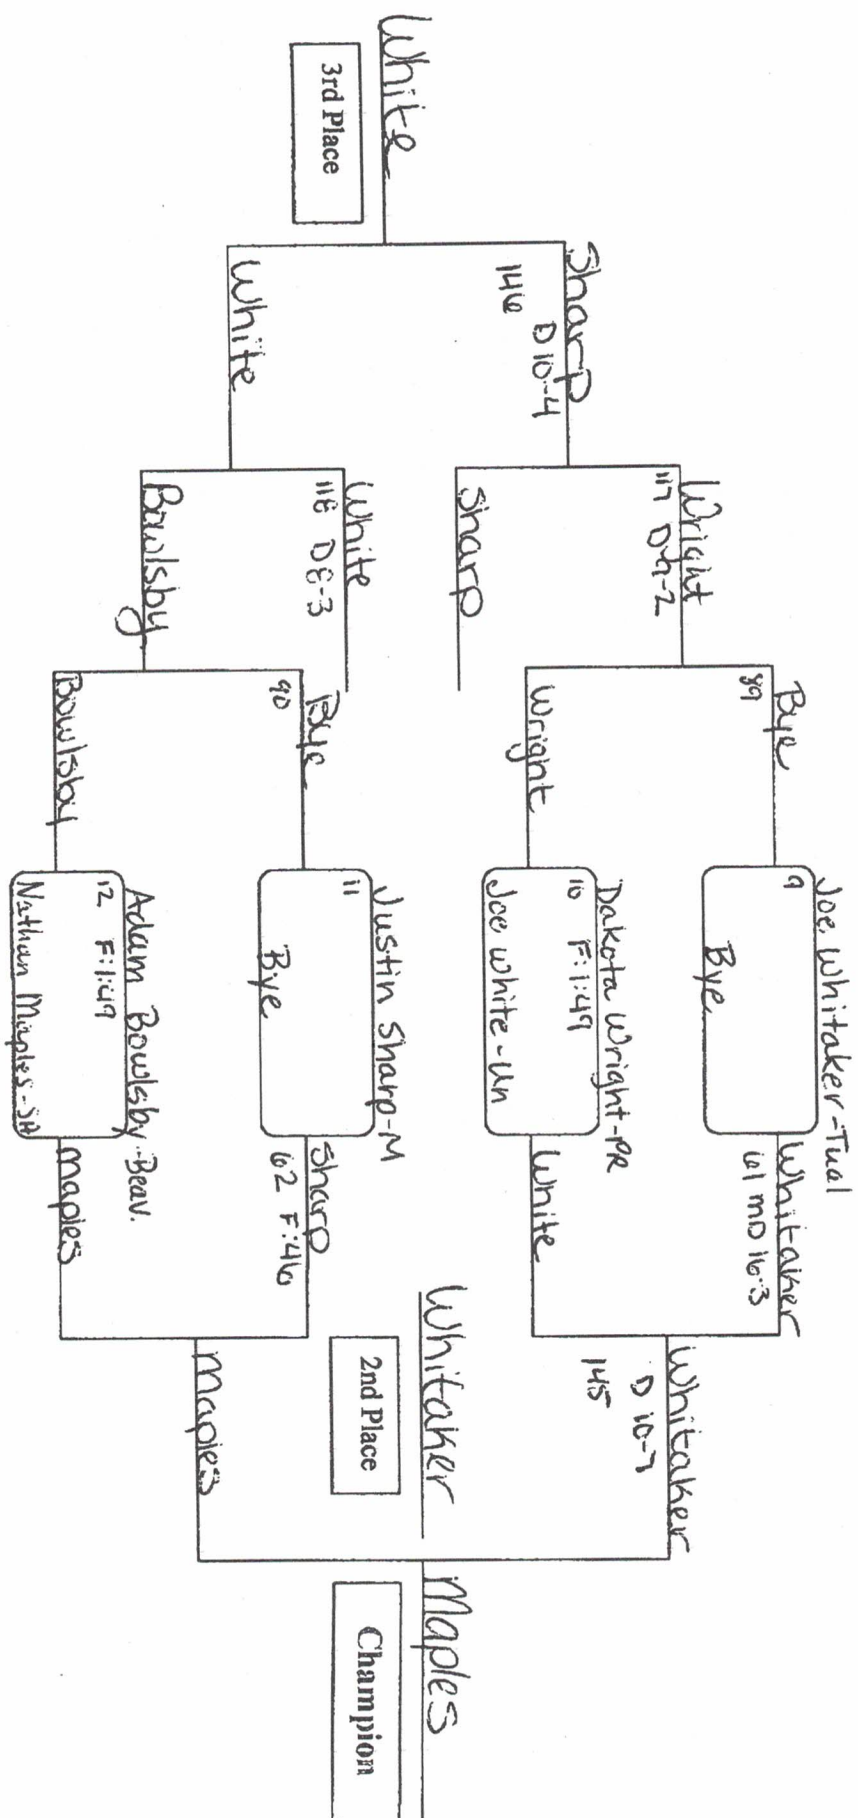 Joe Whitaker-Tual
9
Bye
Dakota Wright-PR
10 F:1:49
Joe White-Un
Justin Sharp-M
11
Bye
Adam Bowlsby-Beav.
12 F:1:49
Nathan Maples-
Whitaker
61 MD 16-3
White
Sharp
62 F:46
Maples
Whitaker
D 10-7
145
Maples
Whitaker
2nd Place
Maples
Champion
Bye
89
Wright
Bye
90
Bowlsby
Wright
117 D
Sharp
White
118 D 8-3
Bowlsby
Sharp
D 10-4
146
White
White
3rd Place